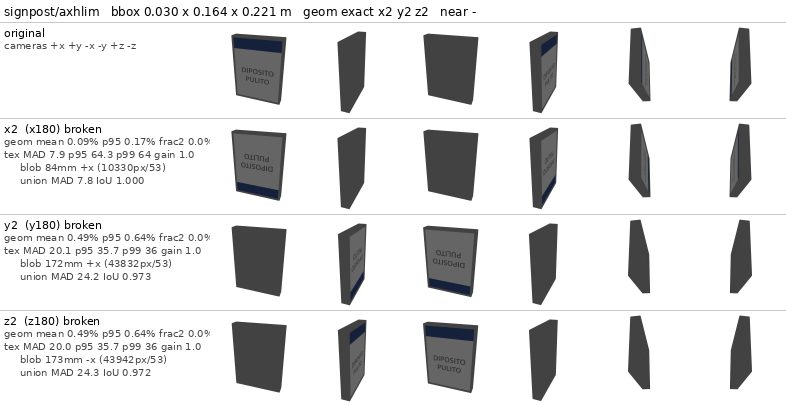 signpost/axhlim   bbox 0.030 x 0.164 x 0.221 m   geom exact x2 y2 z2   near -
original
cameras +x +y -x -y +z -z
DIPOSITO
PULITO
x2  (x180) broken
geom mean 0.09% p95 0.17% frac2 0.0%
tex MAD 7.9 p95 64.3 p99 64 gain 1.0
blob 84mm +x (10330px/53)
union MAD 7.8 IoU 1.000
DIPOSITO
PULITO
y2  (y180) broken
geom mean 0.49% p95 0.64% frac2 0.0%
tex MAD 20.1 p95 35.7 p99 36 gain 1.0
blob 172mm +x (43832px/53)
union MAD 24.2 IoU 0.973
DIPOSITO
PULITO
z2  (z180) broken
geom mean 0.49% p95 0.64% frac2 0.0%
tex MAD 20.0 p95 35.7 p99 36 gain 1.0
blob 173mm -x (43942px/53)
union MAD 24.3 IoU 0.972
DIPOSITO
PULITO